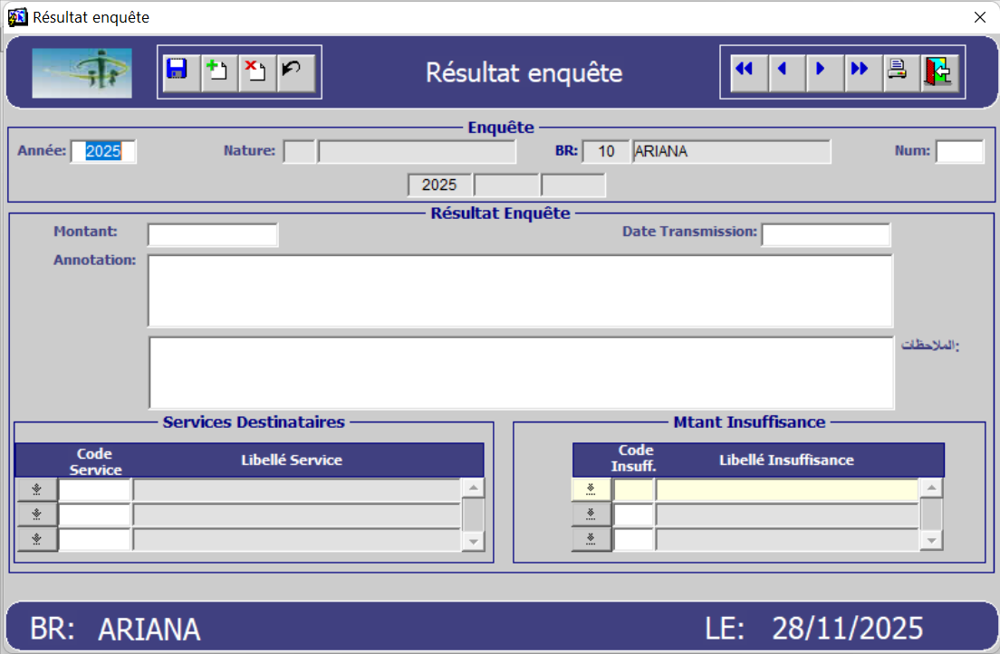 Résultat enquête
Résultat enquête
Enquête
Année: 2025 Nature: BR: 10 ARIANA Num:
2025
Résultat Enquête
Montant: Date Transmission:
Annotation:
الملاحظات:
Services Destinataires Mtant Insuffisance
Code Service Libellé Service Code Insuff. Libellé Insuffisance
BR: ARIANA LE: 28/11/2025